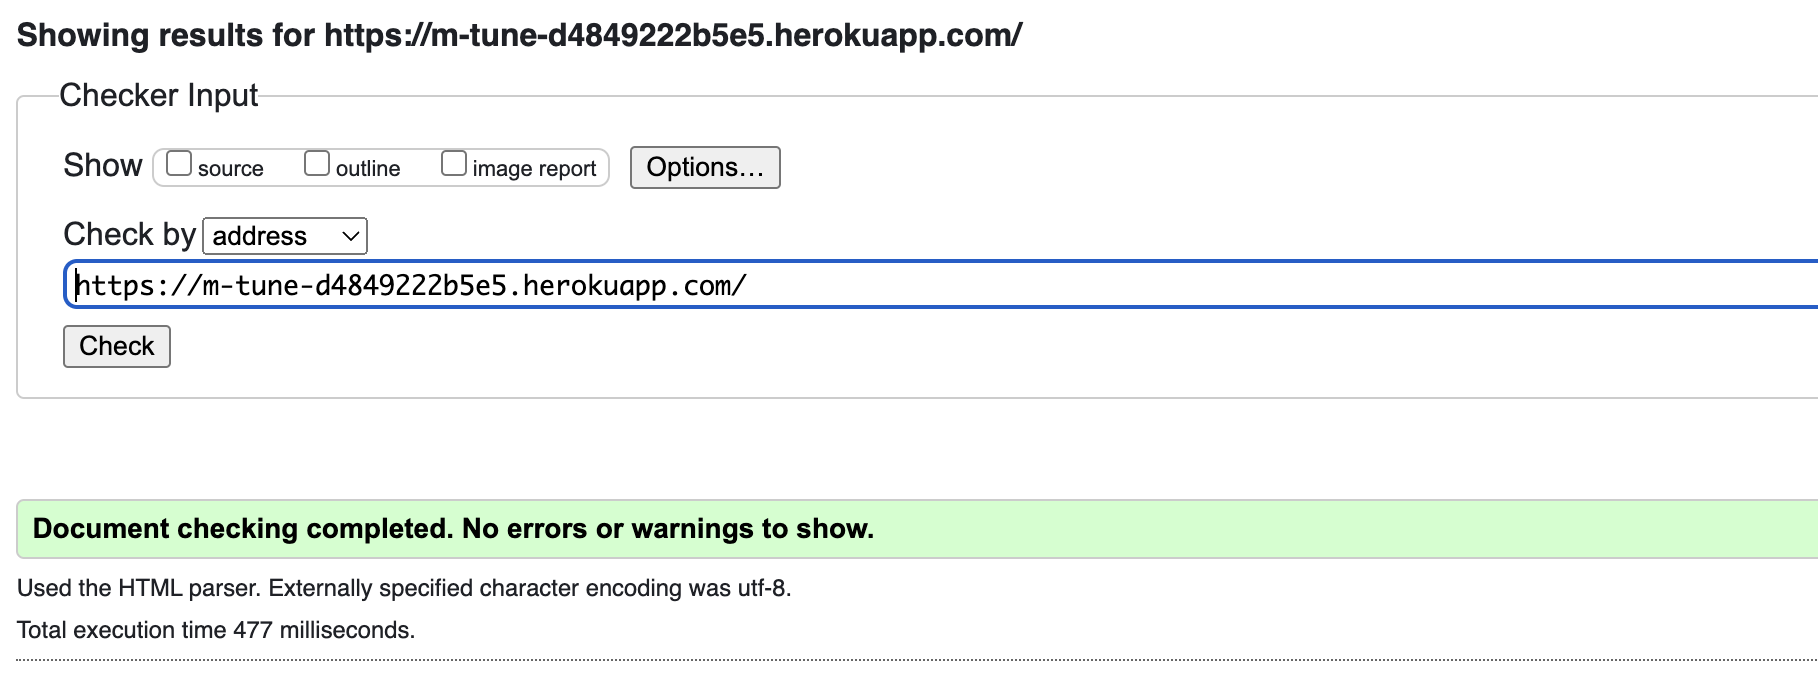 Showing results for https://m-tune-d4849222b5e5.herokuapp.com/
Checker Input
Show source outline image report Options...
Check by address
https://m-tune-d4849222b5e5.herokuapp.com/
Check
Document checking completed. No errors or warnings to show.
Used the HTML parser. Externally specified character encoding was utf-8.
Total execution time 477 milliseconds.